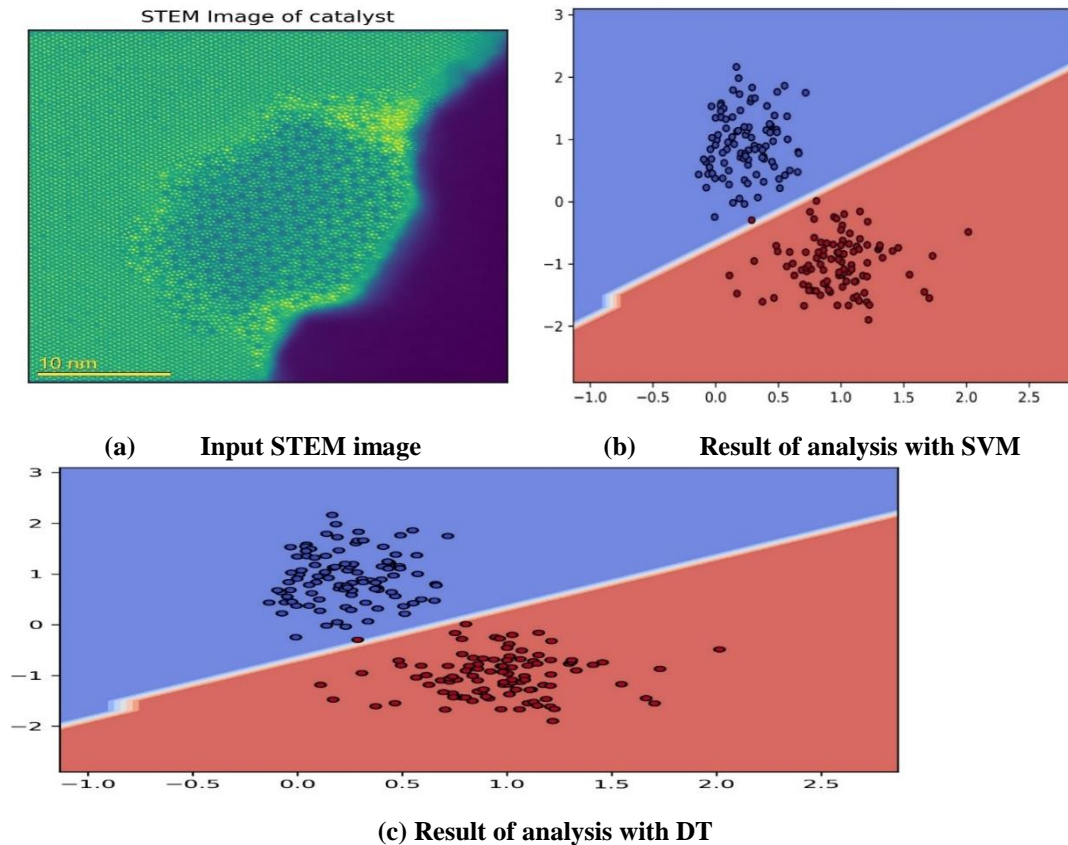 STEM Image of catalyst
10 nm
3
2
1
0
−1
−2
−1.0 −0.5 0.0 0.5 1.0 1.5 2.0 2.5
(a) Input STEM image (b) Result of analysis with SVM
3
2
1
0
−1
−2
−1.0 −0.5 0.0 0.5 1.0 1.5 2.0 2.5
(c) Result of analysis with DT